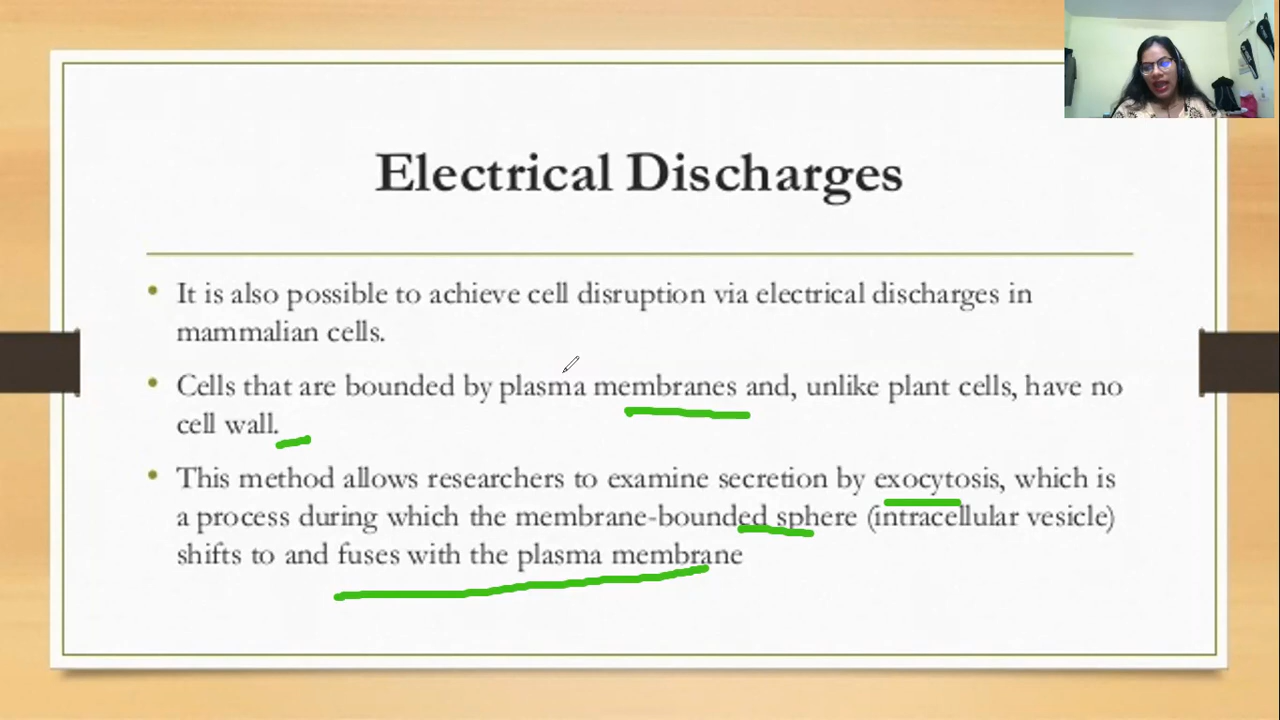 Electrical Discharges
• It is also possible to achieve cell disruption via electrical discharges in
mammalian cells.
• Cells that are bounded by plasma membranes and, unlike plant cells, have no
cell wall.
• This method allows researchers to examine secretion by exocytosis, which is
a process during which the membrane-bounded sphere (intracellular vesicle)
shifts to and fuses with the plasma membrane